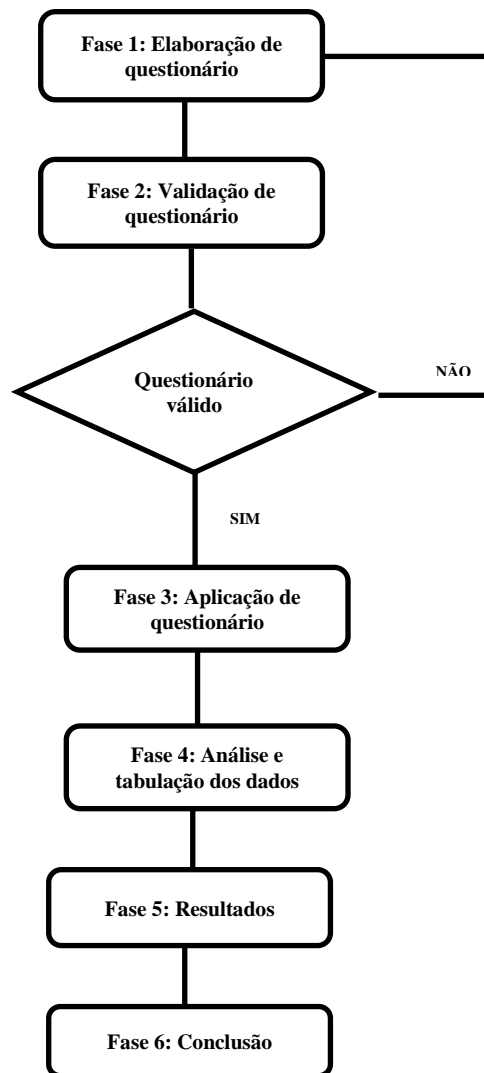 Fase 1: Elaboração de
questionário
Fase 2: Validação de
questionário
Questionário
válido
NÃO
SIM
Fase 3: Aplicação de
questionário
Fase 4: Análise e
tabulação dos dados
Fase 5: Resultados
Fase 6: Conclusão